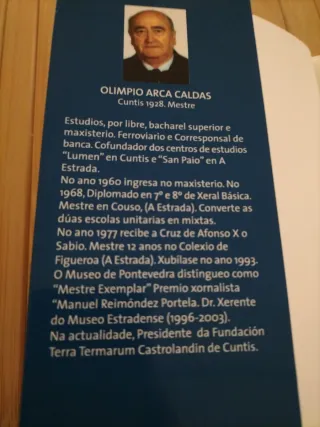 OLIMPIO ARCA CALDAS
Cuntis 1928. Mestre
Estudios, por libre, bacharel superior e
maxisterio. Ferroviario e Corresponsal de
banca. Cofundador dos centros de estudios
"Lumen" en Cuntis e "San Paio" en A
Estrada.
No ano 1960 ingresa no maxisterio. No
1968, Diplomado en 7º e 8º de Xeral Básica.
Mestre en Couso, (A Estrada). Converte as
dúas escolas unitarias en mixtas.
No ano 1977 recibe a Cruz de Afonso X o
Sabio. Mestre 12 anos no Colexio de
Figueroa (A Estrada). Xubílase no ano 1993.
O Museo de Pontevedra distingueo como
"Mestre Exemplar" Premio xornalista
"Manuel Reimóndez Portela. Dr. Xerente
do Museo Estradense (1996-2003).
Na actualidade, Presidente da Fundación
Terra Termarum Castrolandin de Cuntis.